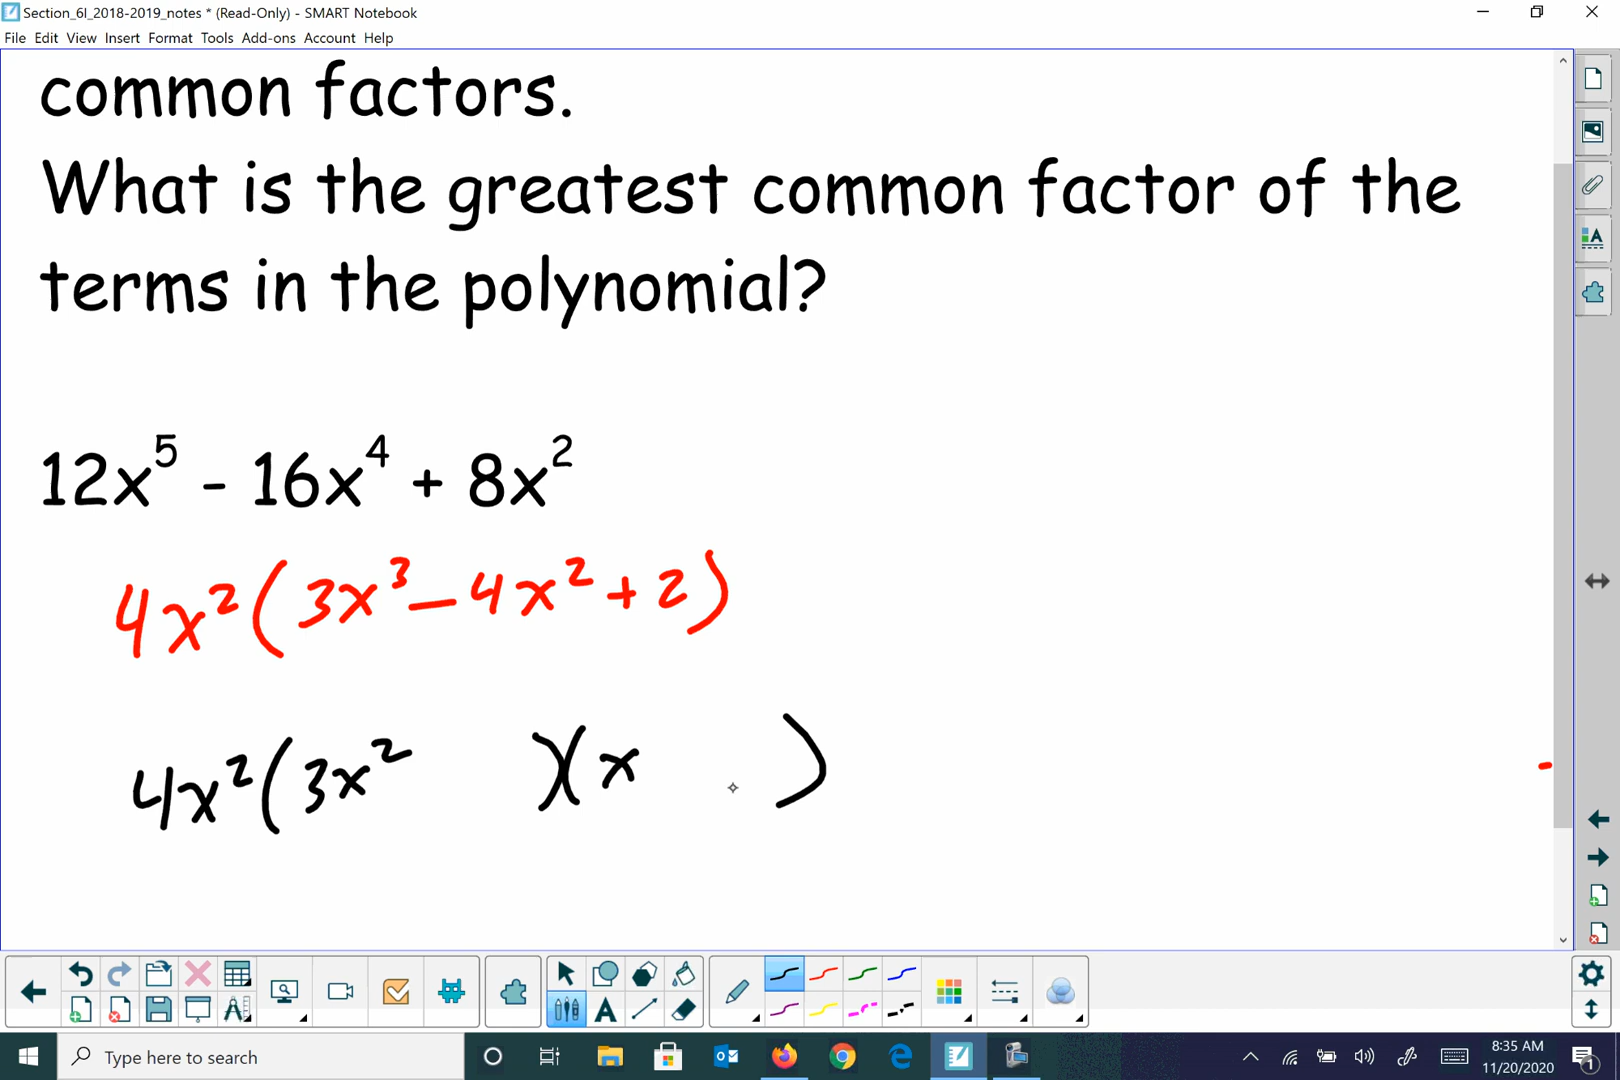 Section_6I_2018-2019_notes * (Read-Only) - SMART Notebook
File Edit View Insert Format Tools Add-ons Account Help
common factors.
What is the greatest common factor of the
terms in the polynomial?
12x⁵ - 16x⁴ + 8x²
4x²(3x³ - 4x² + 2)
4x²(3x² )(x )
Type here to search
8:35 AM
11/20/2020